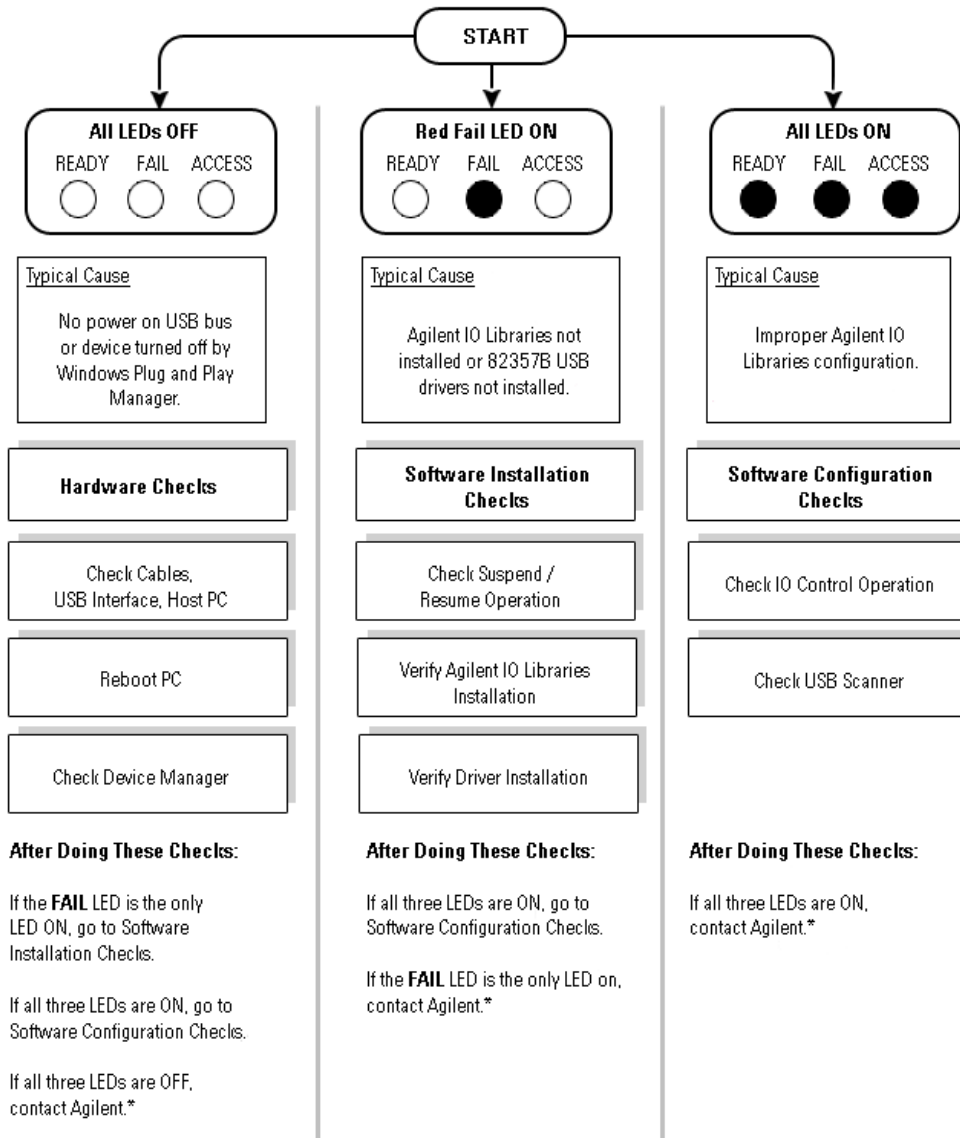 START
All LEDs OFF
READY FAIL ACCESS
Typical Cause
No power on USB bus
or device turned off by
Windows Plug and Play
Manager.
Hardware Checks
Check Cables,
USB Interface, Host PC
Reboot PC
Check Device Manager
After Doing These Checks:
If the FAIL LED is the only
LED ON, go to Software
Installation Checks.
If all three LEDs are ON, go to
Software Configuration Checks.
If all three LEDs are OFF,
contact Agilent.*
Red Fail LED ON
READY FAIL ACCESS
Typical Cause
Agilent IO Libraries not
installed or 82357B USB
drivers not installed.
Software Installation
Checks
Check Suspend /
Resume Operation
Verify Agilent IO Libraries
Installation
Verify Driver Installation
After Doing These Checks:
If all three LEDs are ON, go to
Software Configuration Checks.
If the FAIL LED is the only LED on,
contact Agilent.*
All LEDs ON
READY FAIL ACCESS
Typical Cause
Improper Agilent IO
Libraries configuration.
Software Configuration
Checks
Check IO Control Operation
Check USB Scanner
After Doing These Checks:
If all three LEDs are ON,
contact Agilent.*